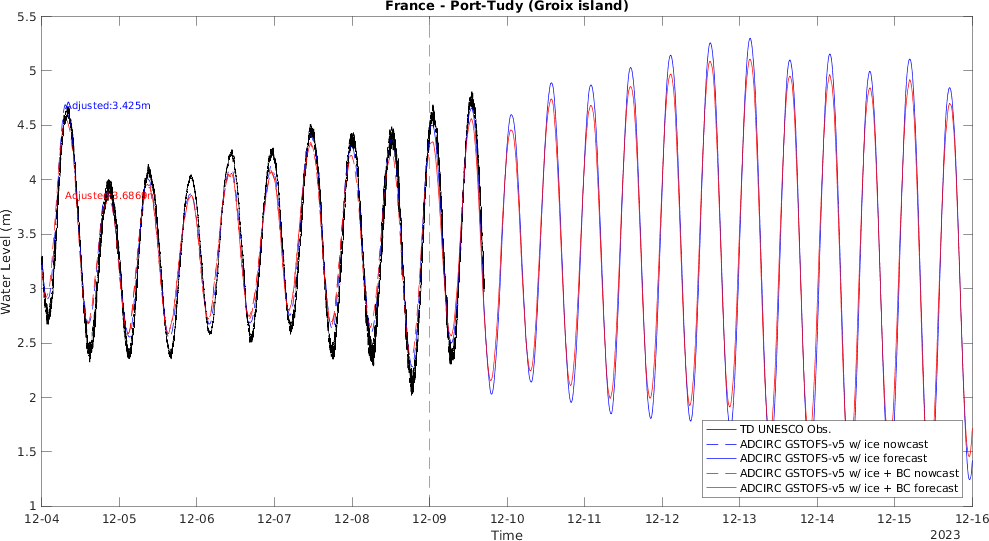 France - Port-Tudy (Groix island)
5.5
5
4.5
4
3.5
3
2.5
2
1.5
1
Water Level (m)
Adjusted:3.425m
Adjusted:3.686m
TD UNESCO Obs.
ADCIRC GSTOFS-v5 w/ ice nowcast
ADCIRC GSTOFS-v5 w/ ice forecast
ADCIRC GSTOFS-v5 w/ ice + BC nowcast
ADCIRC GSTOFS-v5 w/ ice + BC forecast
12-04 12-05 12-06 12-07 12-08 12-09 12-10 12-11 12-12 12-13 12-14 12-15 12-16
Time
2023